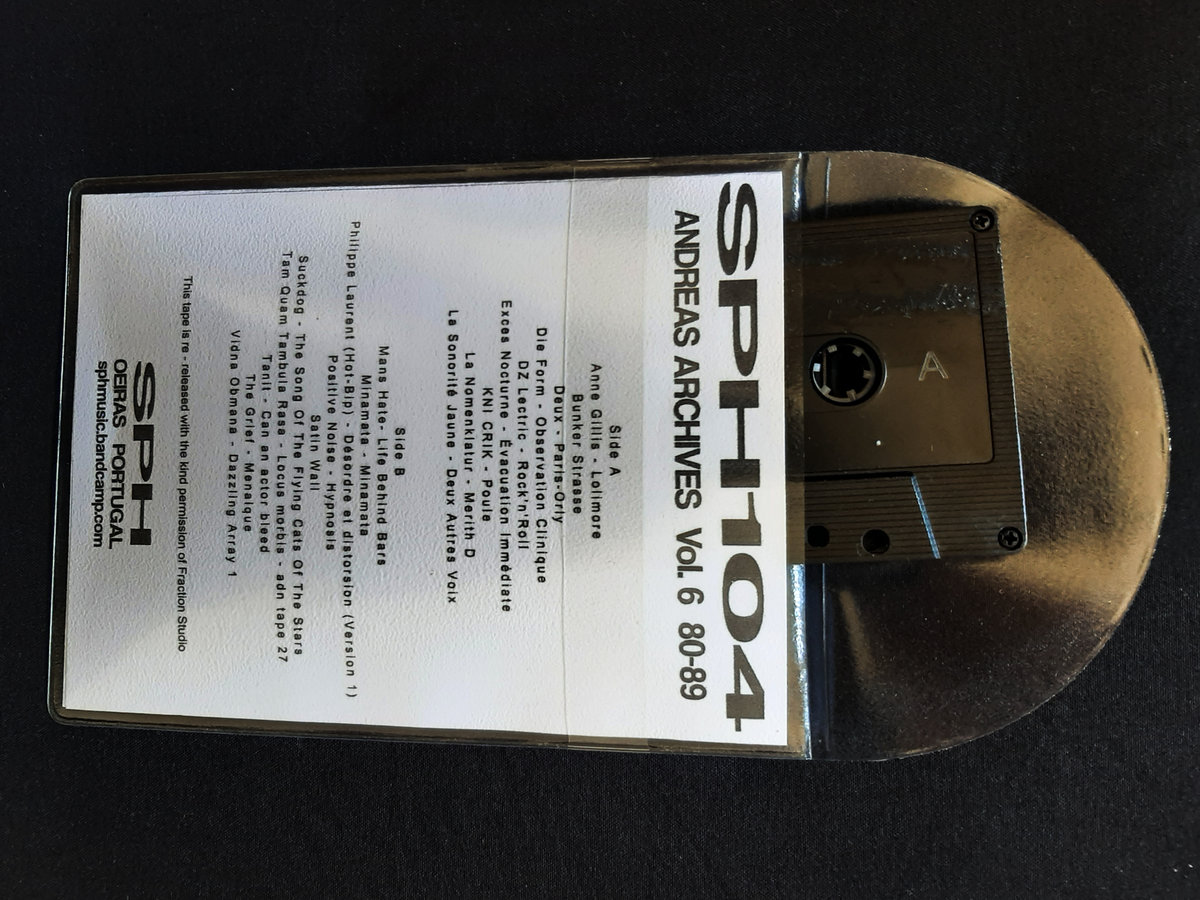 SPH104
ANDREAS ARCHIVES Vol. 6 80-89
Side A
Anne Gillis - Lolimore
Bunker Strasse
Deux - Paris-Orly
Die Form - Observation Clinique
DZ Lectric - Rock'n'Roll
Exces Nocturne - Évacuation Immédiate
KNI CRIK - Poule
La Nomenklatur - Merith D
La Sonorité Jaune - Deux Autres Voix
Side B
Mans Hate- Life Behind Bars
Minamata - Minamata
Philippe Laurent (Hot-Bip) - Désordre et distorsion (Version 1)
Positive Noise - Hypnosis
Satin Wall
Suckdog - The Song Of The Flying Cats Of The Stars
Tam Quam Tambula Rasa - Locus morbis - adn tape 27
Tanit - Can an actor bleed
The Grief - Menaique
Vidna Obmana - Dazzling Array 1
This tape is re - released with the kind permission of Fraction Studio
SPH
OEIRAS PORTUGAL
sphmusic.bandcamp.com
A